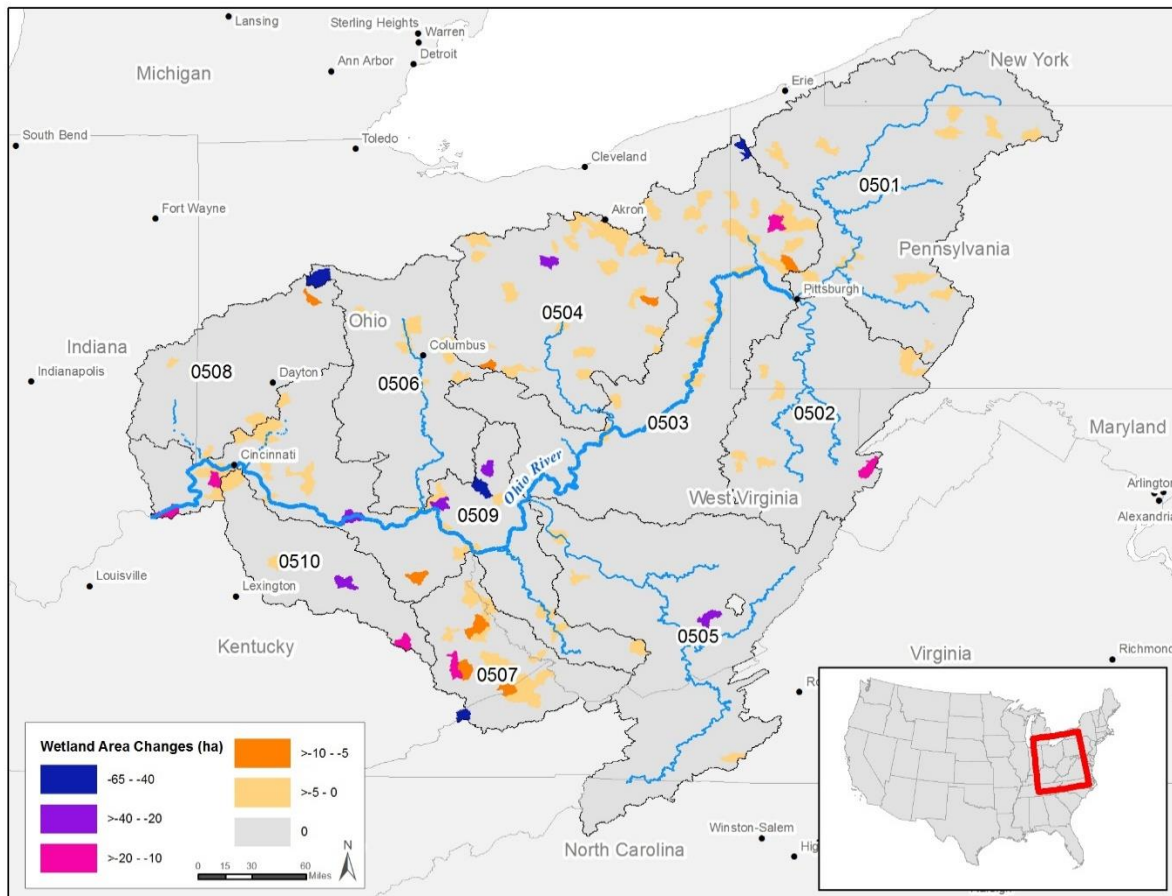 Lansing
Sterling Heights
Warren
Detroit
Ann Arbor
Michigan
New York
Erie
South Bend
Toledo
Cleveland
Fort Wayne
Akron
0501
Pennsylvania
Pittsburgh
0504
Ohio
Columbus
Indiana
Indianapolis
0508
Dayton
0506
0503
0502
Maryland
Cincinnati
Ohio River
West Virginia
Arlington
Alexandria
0509
0510
Louisville
Lexington
0505
Kentucky
Virginia
Richmond
0507
Ro
Wetland Area Changes (ha)
-65 - -40
>-40 - -20
>-20 - -10
>-10 - -5
>-5 - 0
0
N
0 15 30 60
Miles
Winston-Salem
North Carolina
Hig